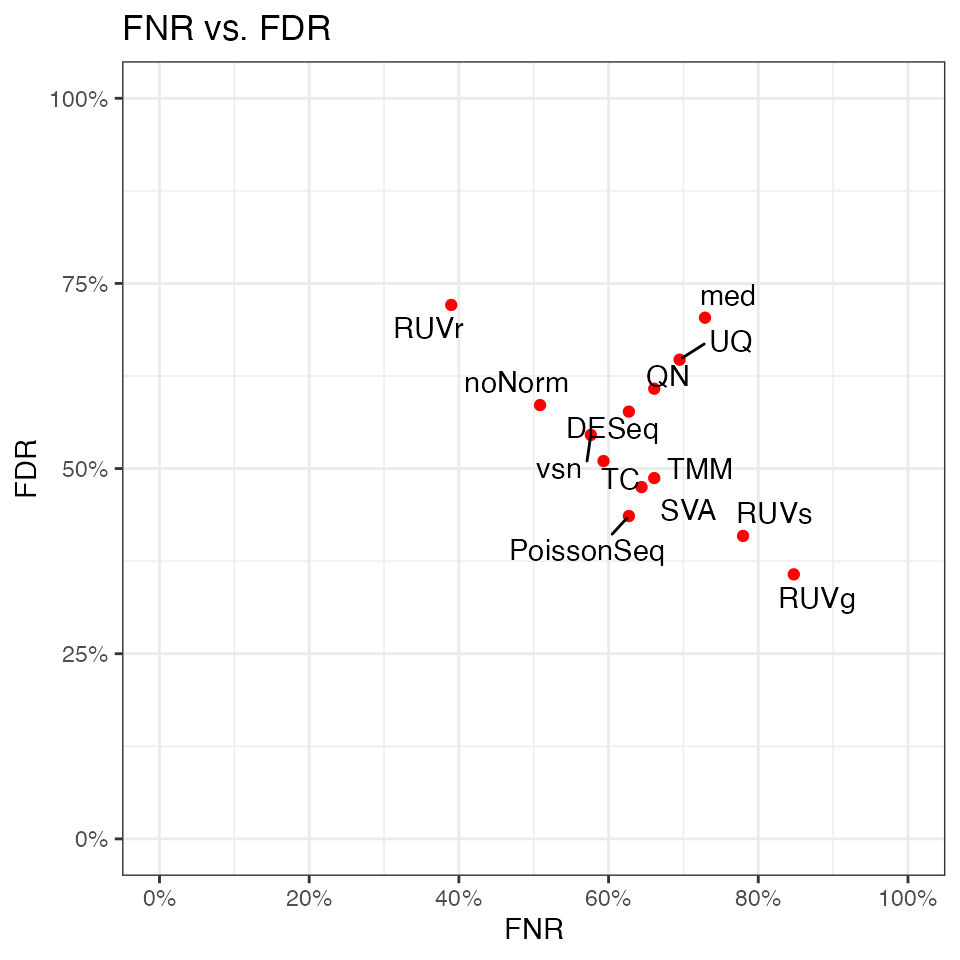 FNR vs. FDR
100%
75%
50%
25%
0%
FDR
med
RUVr
UQ
QN
noNorm
DESeq
vsn
TC
TMM
SVA
RUVs
PoissonSeq
RUVg
0% 20% 40% 60% 80% 100%
FNR